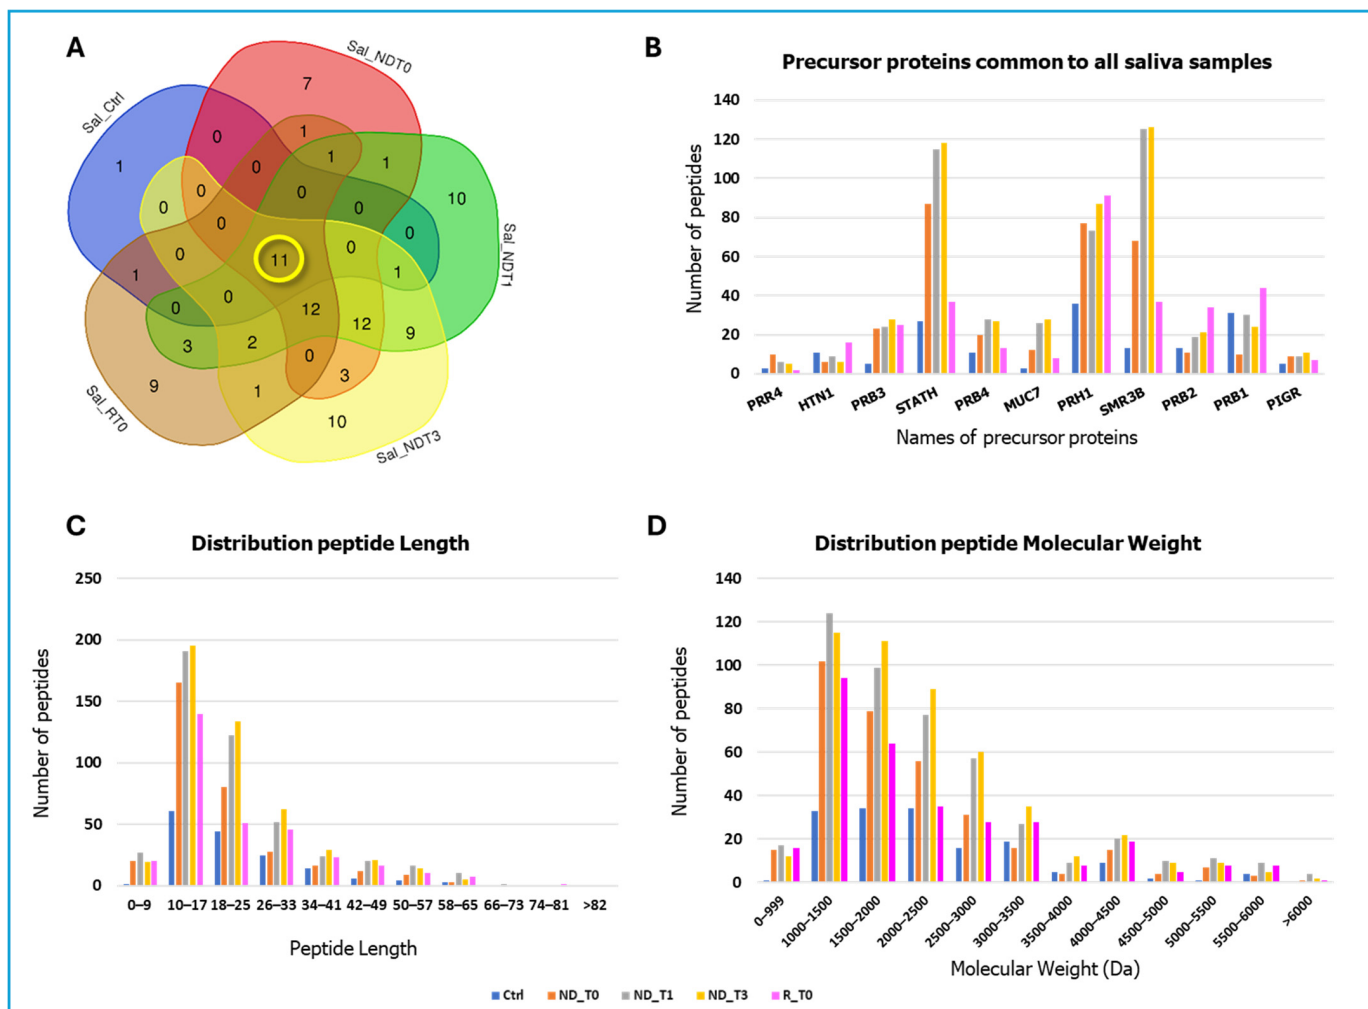 A
Sal_NDT0
Sal_Ctrl
7
1
0
1
1
1
1
10
0
0
0
0
0
0
0
0
Sal_NDT1
0
11
1
1
0
0
12
12
9
3
2
0
3
9
1
10
Sal_RT0
Sal_NDT3
B
Precursor proteins common to all saliva samples
Number of peptides
140
120
100
80
60
40
20
0
PRR4 HTN1 PRB3 STATH PRB4 MUC7 PRH1 SMR3B PRB2 PRB1 PIGR
Names of precursor proteins
C
Distribution peptide Length
Number of peptides
250
200
150
100
50
0
0–9 10–17 18–25 26–33 34–41 42–49 50–57 58–65 66–73 74–81 >82
Peptide Length
D
Distribution peptide Molecular Weight
Number of peptides
140
120
100
80
60
40
20
0
0–999 1000–1500 1500–2000 2000–2500 2500–3000 3000–3500 3500–4000 4000–4500 4500–5000 5000–5500 5500–6000 >6000
Molecular Weight (Da)
Ctrl ND_T0 ND_T1 ND_T3 R_T0